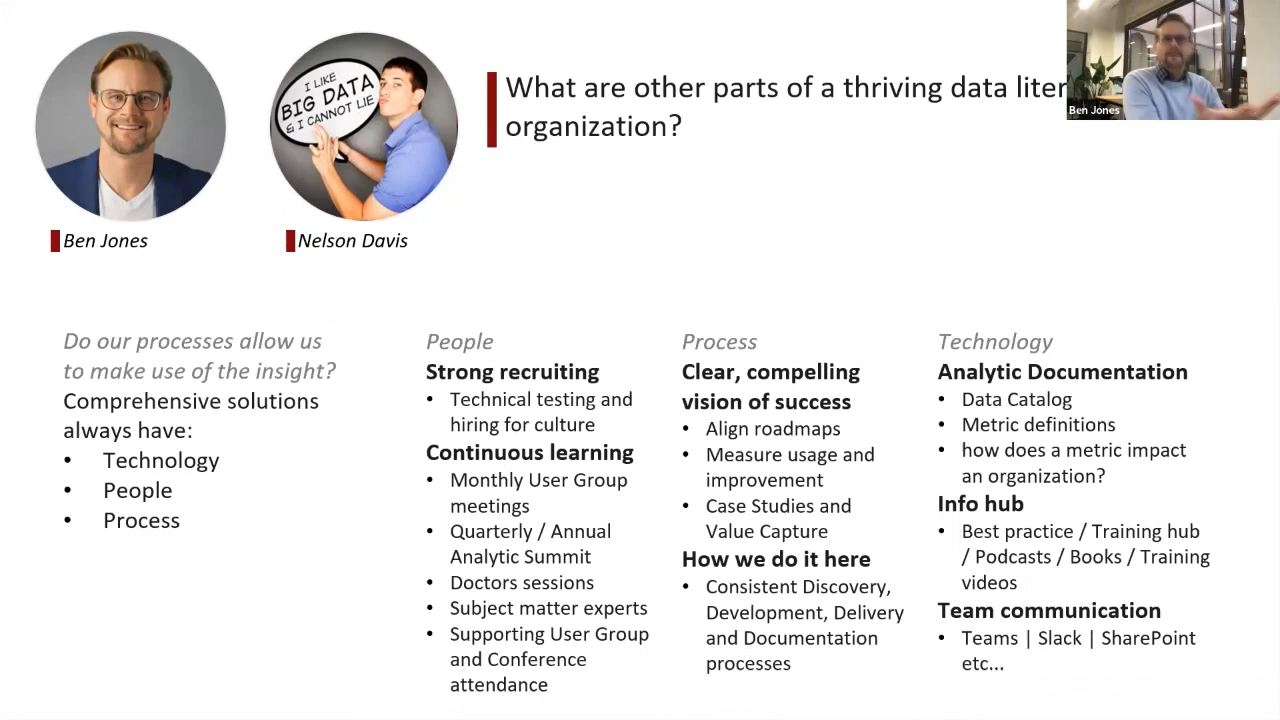 I LIKE
BIG DATA
& I CANNOT LIE
What are other parts of a thriving data liter
organization?
Ben Jones
Ben Jones
Nelson Davis
Do our processes allow us
to make use of the insight?
Comprehensive solutions
always have:
• Technology
• People
• Process
People
Strong recruiting
• Technical testing and
hiring for culture
Continuous learning
• Monthly User Group
meetings
• Quarterly / Annual
Analytic Summit
• Doctors sessions
• Subject matter experts
• Supporting User Group
and Conference
attendance
Process
Clear, compelling
vision of success
• Align roadmaps
• Measure usage and
improvement
• Case Studies and
Value Capture
How we do it here
• Consistent Discovery,
Development, Delivery
and Documentation
processes
Technology
Analytic Documentation
• Data Catalog
• Metric definitions
• how does a metric impact
an organization?
Info hub
• Best practice / Training hub
/ Podcasts / Books / Training
videos
Team communication
• Teams | Slack | SharePoint
etc...